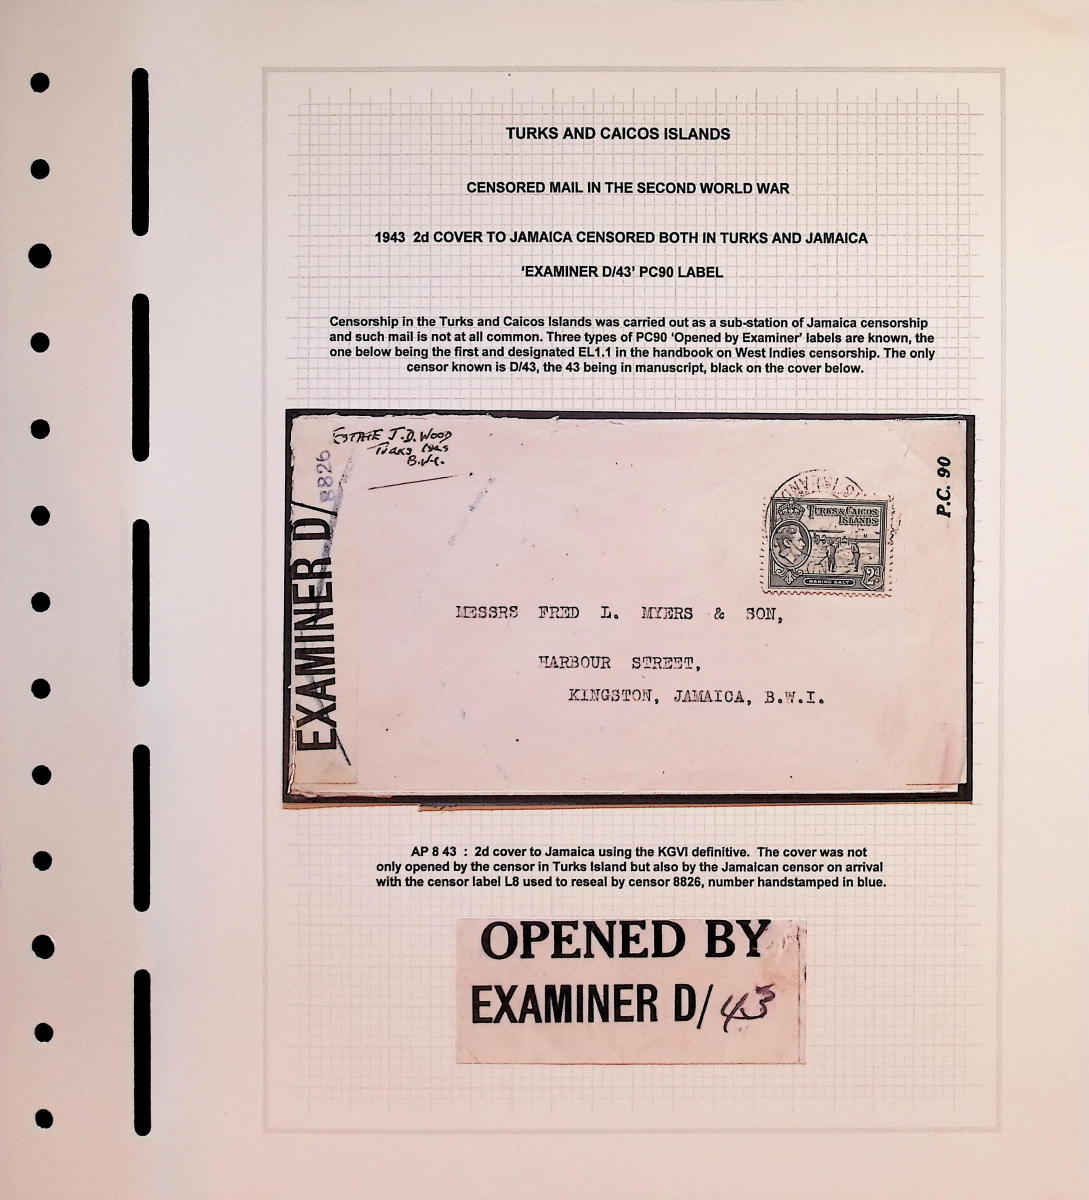 TURKS AND CAICOS ISLANDS
CENSORED MAIL IN THE SECOND WORLD WAR
1943 2d COVER TO JAMAICA CENSORED BOTH IN TURKS AND JAMAICA
‘EXAMINER D/43’ PC90 LABEL
Censorship in the Turks and Caicos Islands was carried out as a sub-station of Jamaica censorship
and such mail is not at all common. Three types of PC90 ‘Opened by Examiner’ labels are known, the
one below being the first and designated EL1.1 in the handbook on West Indies censorship. The only
censor known is D/43, the 43 being in manuscript, black on the cover below.
ESTATE J.D. WOOD
TURKS
B.W.I.
8826
EXAMINER D/
P.C. 90
TURKS & CAICOS
ISLANDS
RAKING SALT
2d
MESSRS FRED L. MYERS & SON,
HARBOUR STREET,
KINGSTON, JAMAICA, B.W.I.
AP 8 43 : 2d cover to Jamaica using the KGVI definitive. The cover was not
only opened by the censor in Turks Island but also by the Jamaican censor on arrival
with the censor label L8 used to reseal by censor 8826, number handstamped in blue.
OPENED BY
EXAMINER D/ 43